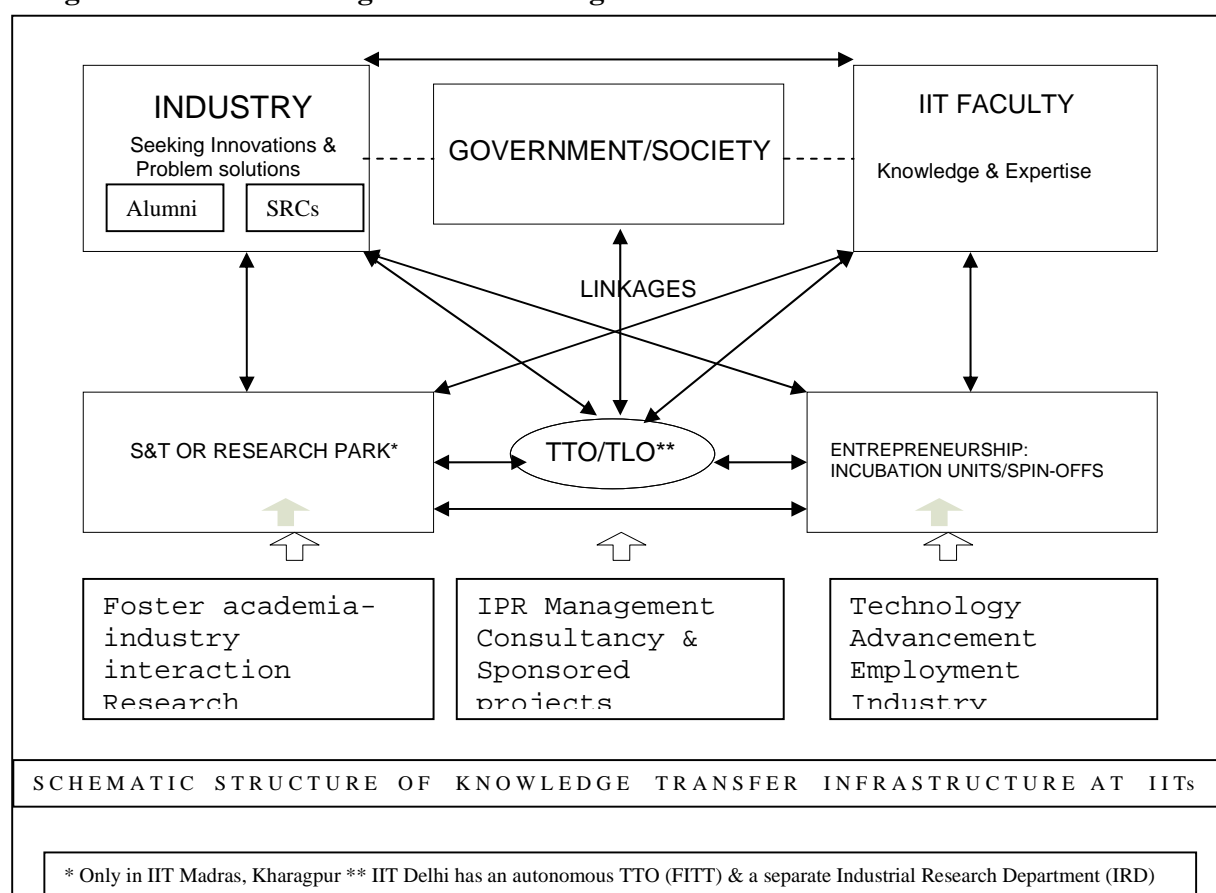 INDUSTRY
Seeking Innovations &
Problem solutions
Alumni
SRCs
GOVERNMENT/SOCIETY
IIT FACULTY
Knowledge & Expertise
LINKAGES
S&T OR RESEARCH PARK*
TTO/TLO**
ENTREPRENEURSHIP:
INCUBATION UNITS/SPIN-OFFS
Foster academia-
industry
interaction
Research
IPR Management
Consultancy &
Sponsored
projects
Technology
Advancement
Employment
Industry
SCHEMATIC STRUCTURE OF KNOWLEDGE TRANSFER INFRASTRUCTURE AT IITs
* Only in IIT Madras, Kharagpur ** IIT Delhi has an autonomous TTO (FITT) & a separate Industrial Research Department (IRD)